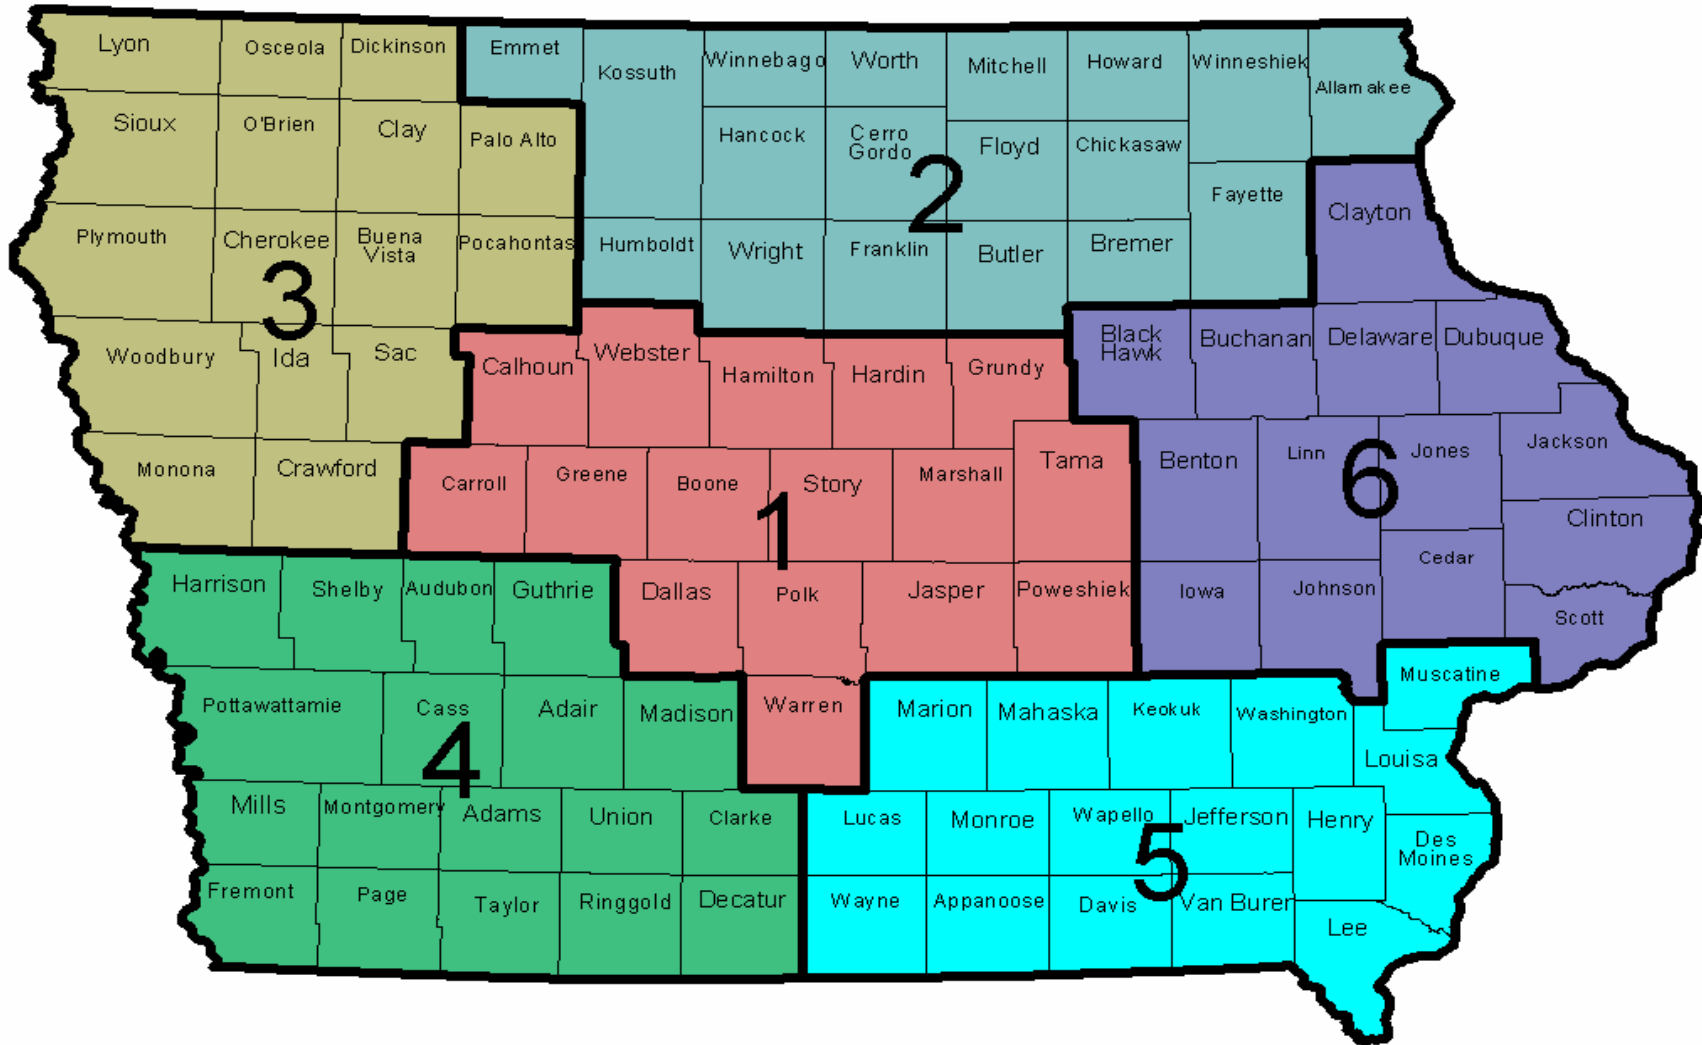 Lyon
Osceola
Dickinson
Emmet
Kossuth
Winnebago
Worth
Mitchell
Howard
Winneshiek
Allamakee
Sioux
O'Brien
Clay
Palo Alto
Hancock
Cerro
Gordo
Floyd
Chickasaw
2
Fayette
Clayton
Plymouth
Cherokee
Buena
Vista
Pocahontas
Humboldt
Wright
Franklin
Butler
Bremer
3
Woodbury
Ida
Sac
Calhoun
Webster
Hamilton
Hardin
Grundy
Black
Hawk
Buchanan
Delaware
Dubuque
Monona
Crawford
Carroll
Greene
Boone
Story
Marshall
Tama
Benton
Linn
6
Jones
Jackson
1
Clinton
Harrison
Shelby
Audubon
Guthrie
Dallas
Polk
Jasper
Poweshiek
Iowa
Johnson
Cedar
Scott
Pottawattamie
Cass
Adair
Madison
Warren
Marion
Mahaska
Keokuk
Washington
Muscatine
Louisa
4
Mills
Montgomery
Adams
Union
Clarke
Lucas
Monroe
Wapello
Jefferson
Henry
Des
Moines
5
Fremont
Page
Taylor
Ringgold
Decatur
Wayne
Appanoose
Davis
Van Buren
Lee